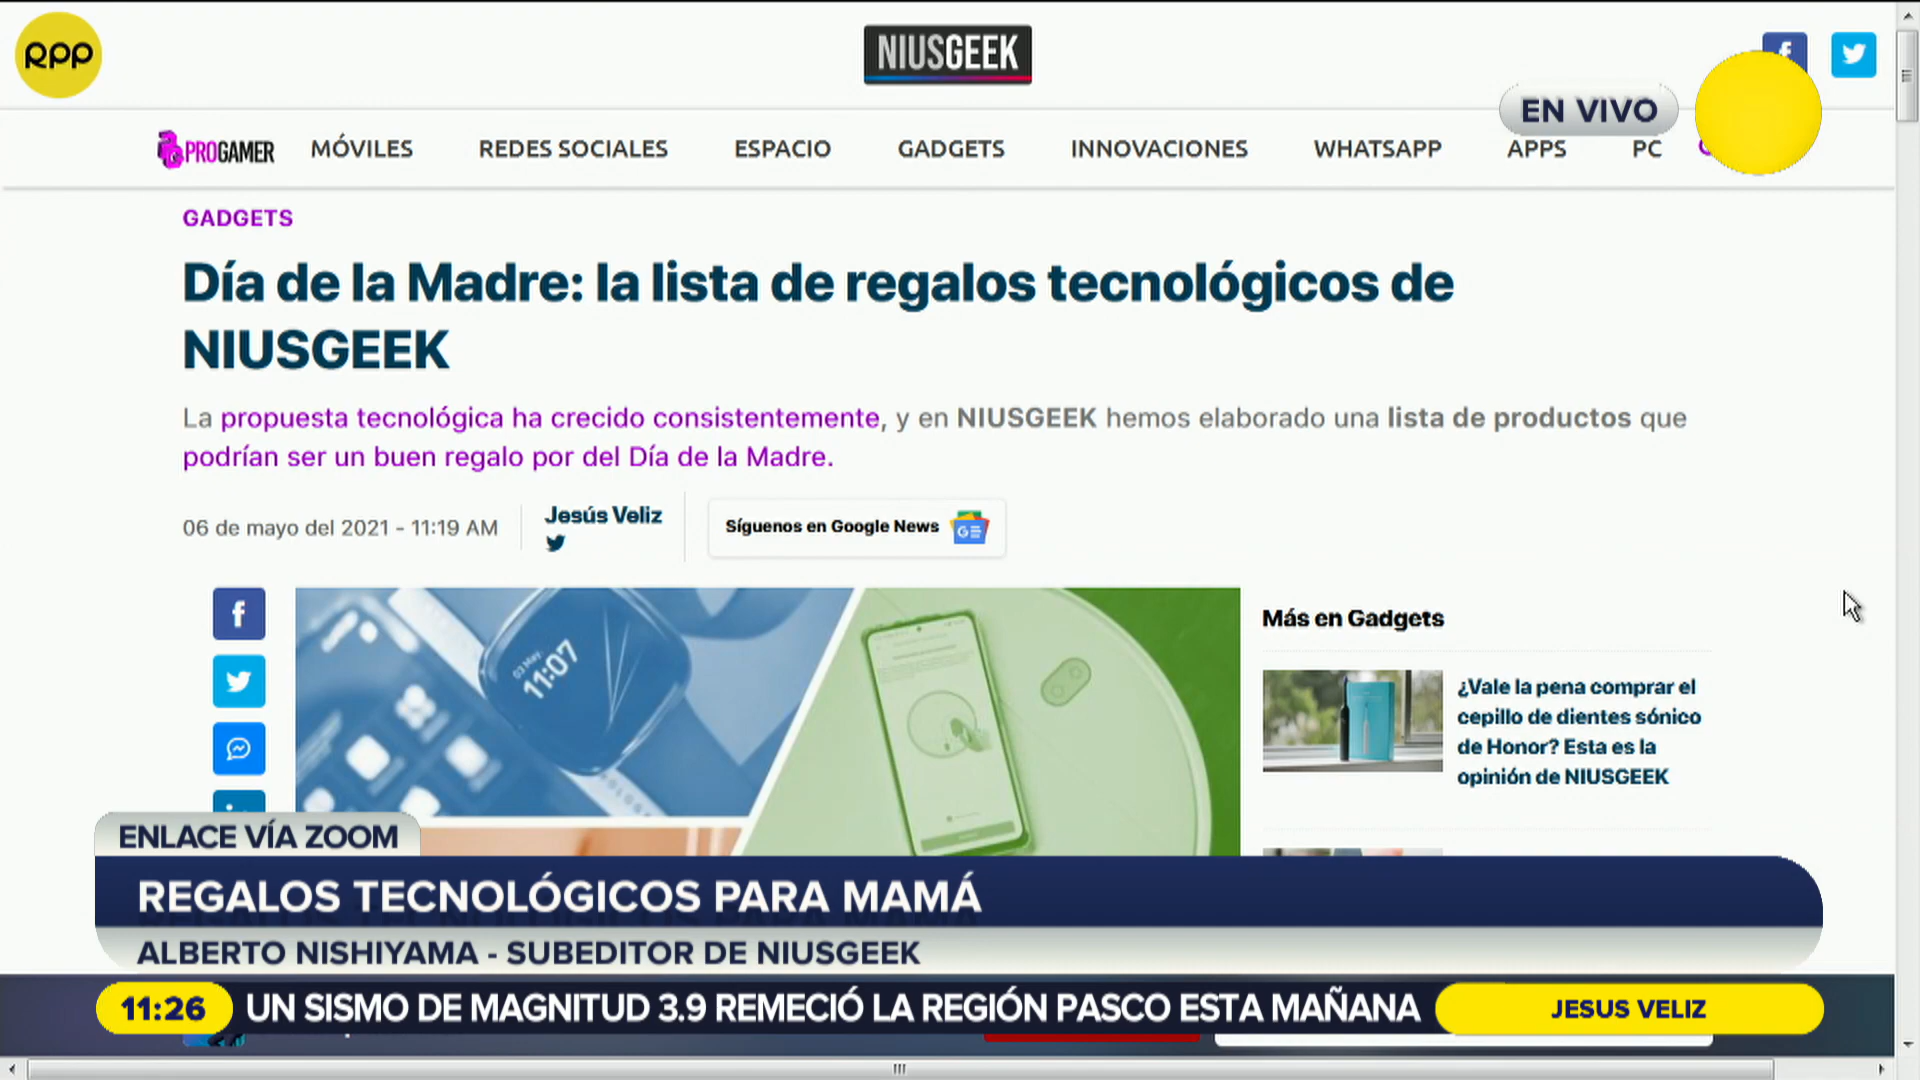 RPP
NIUSGEEK
EN VIVO
PROGAMER MÓVILES REDES SOCIALES ESPACIO GADGETS INNOVACIONES WHATSAPP APPS PC
GADGETS
Día de la Madre: la lista de regalos tecnológicos de
NIUSGEEK
La propuesta tecnológica ha crecido consistentemente, y en NIUSGEEK hemos elaborado una lista de productos que
podrían ser un buen regalo por del Día de la Madre.
06 de mayo del 2021 - 11:19 AM
Jesús Veliz
Síguenos en Google News
03 May.
11:07
Más en Gadgets
¿Vale la pena comprar el
cepillo de dientes sónico
de Honor? Esta es la
opinión de NIUSGEEK
ENLACE VÍA ZOOM
REGALOS TECNOLÓGICOS PARA MAMÁ
ALBERTO NISHIYAMA - SUBEDITOR DE NIUSGEEK
11:26 UN SISMO DE MAGNITUD 3.9 REMECIÓ LA REGIÓN PASCO ESTA MAÑANA JESUS VELIZ